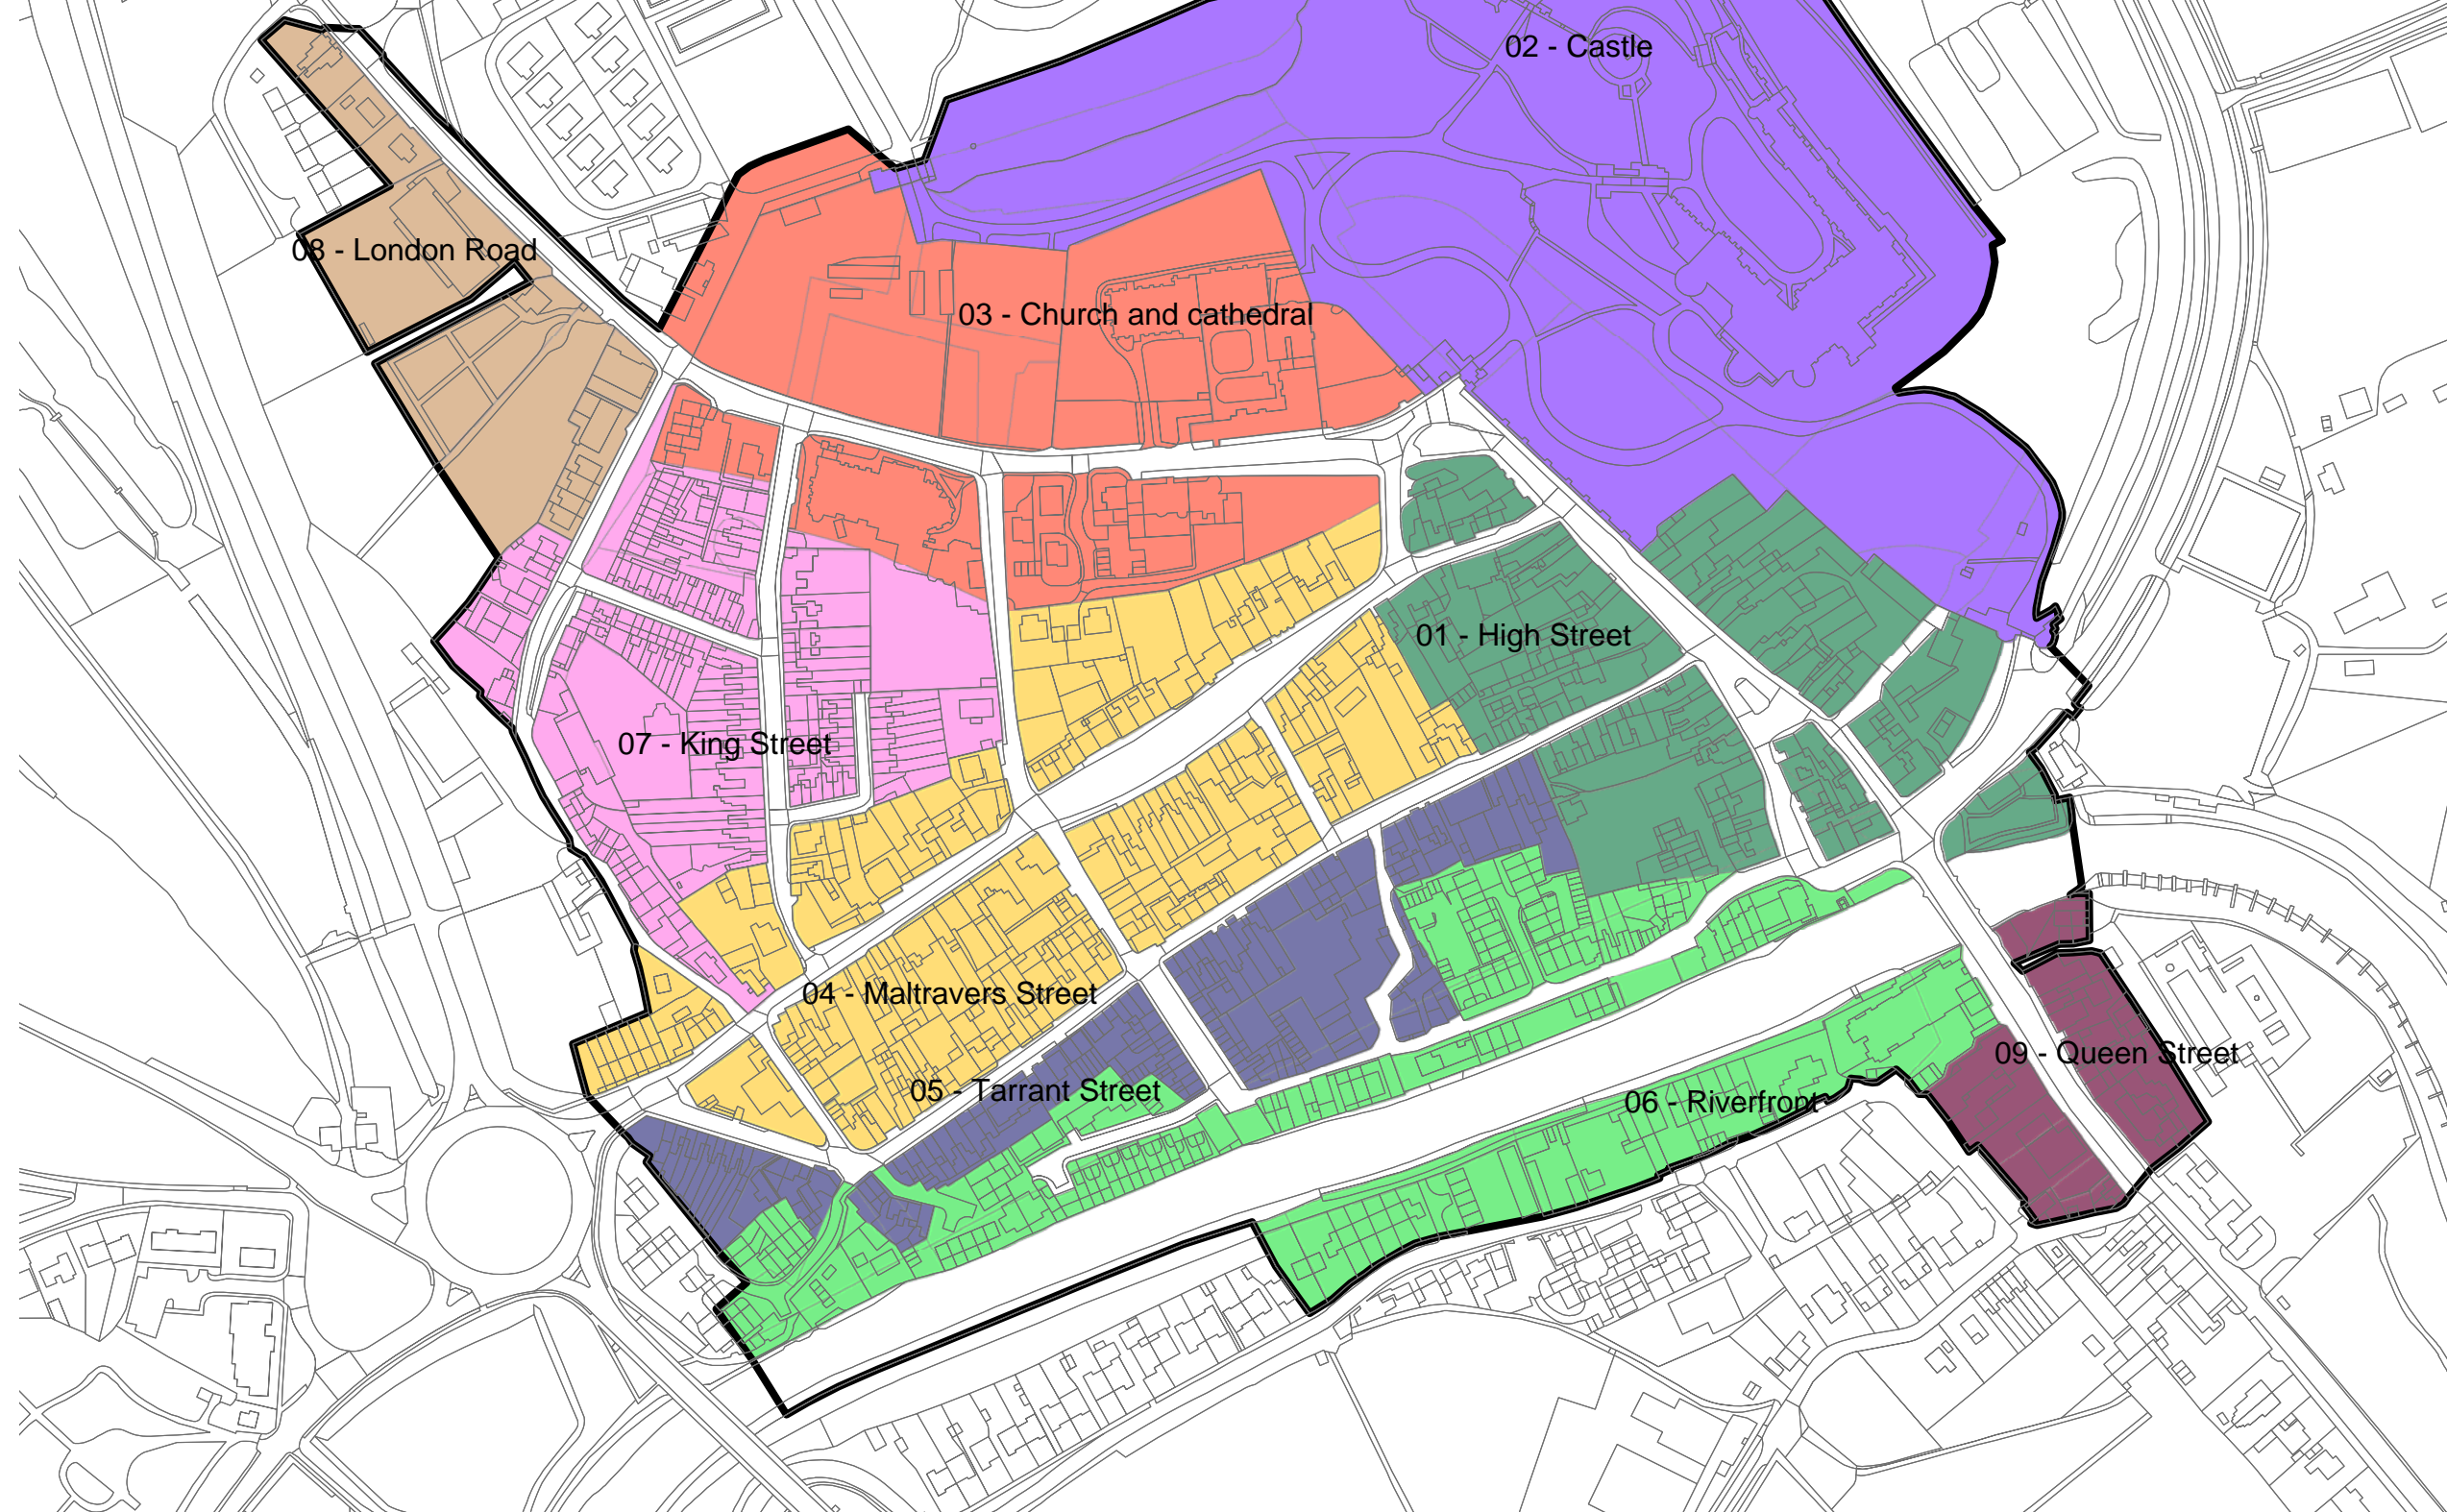 02 - Castle
08 - London Road
03 - Church and cathedral
01 - High Street
07 - King Street
04 - Maltravers Street
05 - Tarrant Street
09 - Queen Street
06 - Riverfront